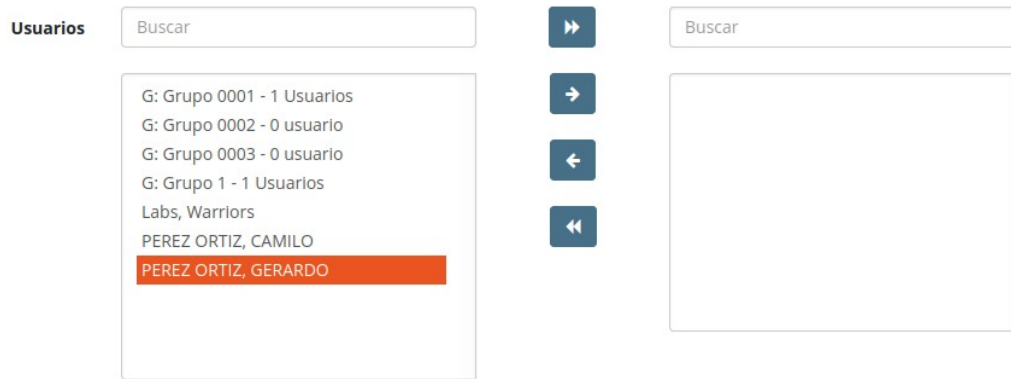 Usuarios
Buscar
Buscar
G: Grupo 0001 - 1 Usuarios
G: Grupo 0002 - 0 usuario
G: Grupo 0003 - 0 usuario
G: Grupo 1 - 1 Usuarios
Labs, Warriors
PEREZ ORTIZ, CAMILO
PEREZ ORTIZ, GERARDO